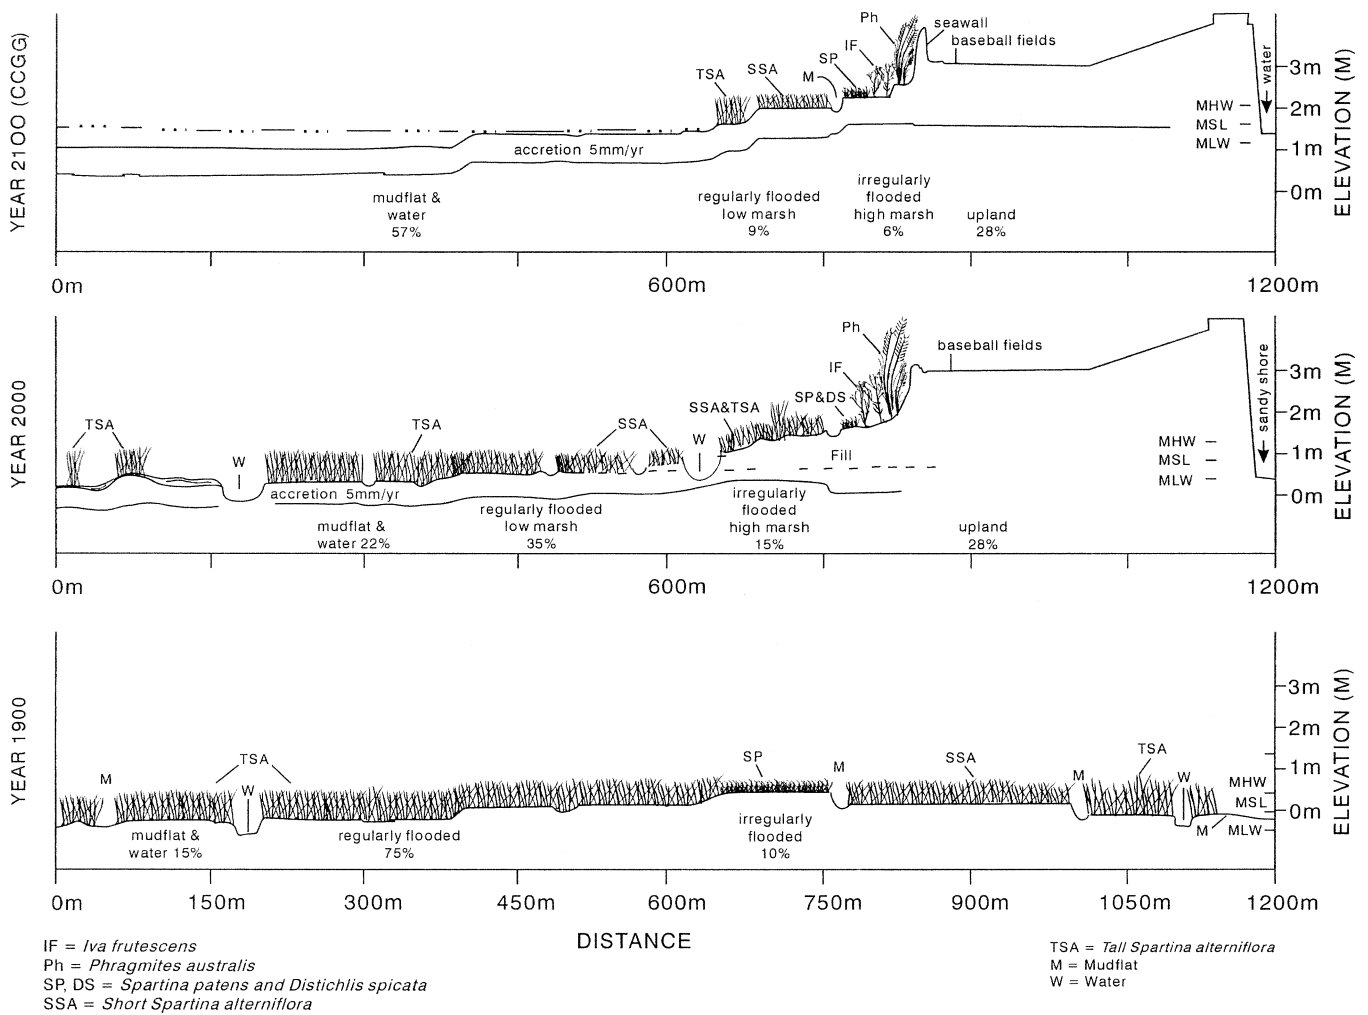 YEAR 2100 (CCGG)
Ph
seawall
baseball fields
IF
SP
M
SSA
TSA
water
3m
2m
1m
0m
MHW
MSL
MLW
ELEVATION (M)
accretion 5mm/yr
mudflat &
water
57%
regularly flooded
low marsh
9%
irregularly
flooded
high marsh
6%
upland
28%
0m
600m
1200m
YEAR 2000
Ph
baseball fields
IF
SP&DS
SSA&TSA
W
SSA
TSA
W
TSA
Fill
sandy shore
3m
2m
1m
0m
MHW
MSL
MLW
ELEVATION (M)
accretion 5mm/yr
mudflat &
water 22%
regularly flooded
low marsh
35%
irregularly
flooded
high marsh
15%
upland
28%
0m
600m
1200m
YEAR 1900
M
TSA
W
SP
M
SSA
M
TSA
W
M
3m
2m
1m
0m
MHW
MSL
MLW
ELEVATION (M)
mudflat &
water 15%
regularly flooded
75%
irregularly
flooded
10%
0m
150m
300m
450m
600m
750m
900m
1050m
1200m
DISTANCE
IF = Iva frutescens
Ph = Phragmites australis
SP, DS = Spartina patens and Distichlis spicata
SSA = Short Spartina alterniflora
TSA = Tall Spartina alterniflora
M = Mudflat
W = Water